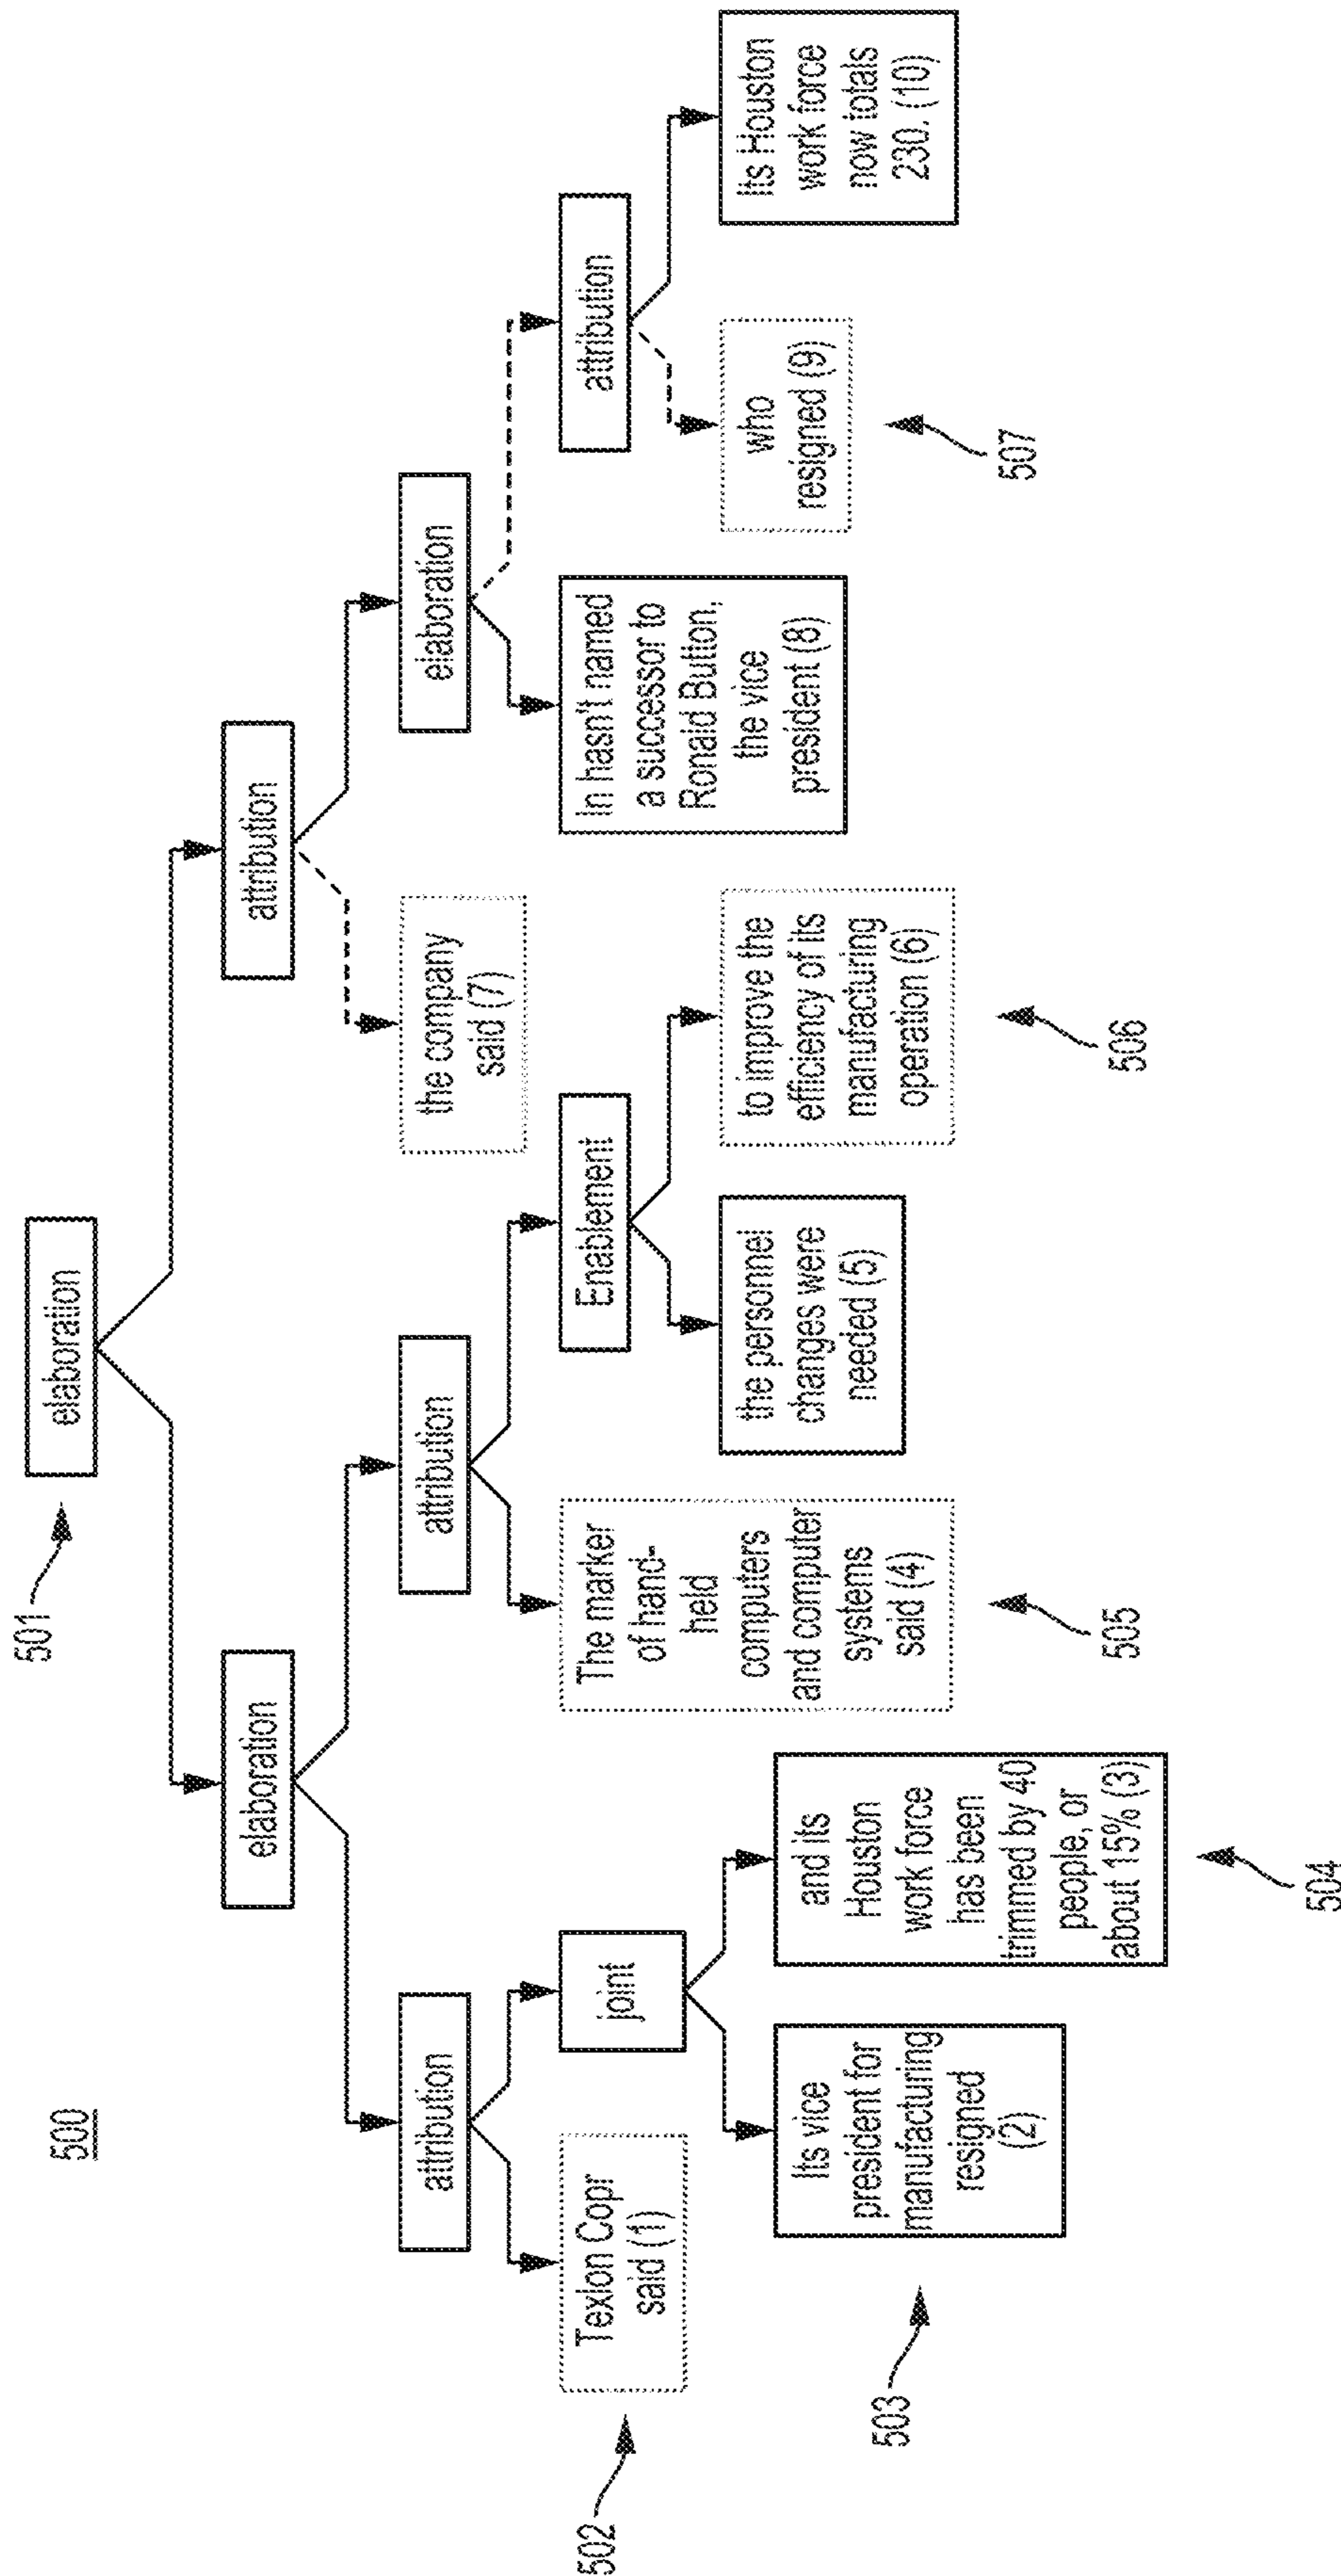 500
501
elaboration
elaboration
attribution
attribution
attribution
elaboration
Texlon Copr
said (1)
joint
The marker
of hand-
held
computers
and computer
systems
said (4)
Enablement
the company
said (7)
In hasn't named
a successor to
Ronald Button,
the vice
president (8)
attribution
502
Its vice
president for
manufacturing
resigned
(2)
and its
Houston
work force
has been
trimmed by 40
people, or
about 15% (3)
the personnel
changes were
needed (5)
to improve the
efficiency of its
manufacturing
operation (6)
who
resigned (9)
Its Houston
work force
now totals
230. (10)
503
504
505
506
507